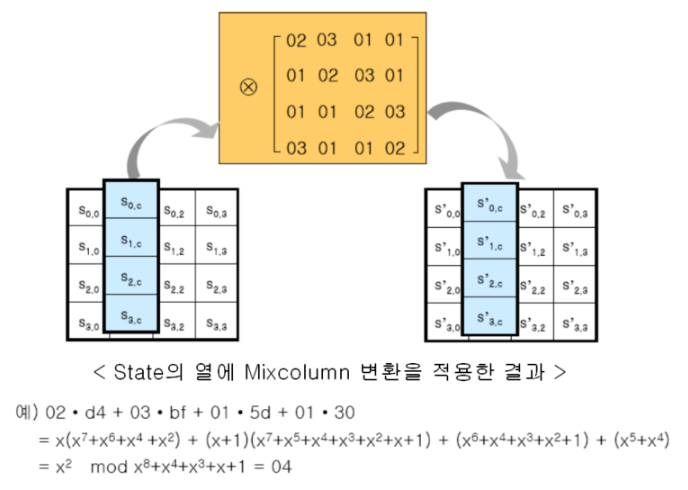 02 03 01 01
⊗
01 02 03 01
01 01 02 03
03 01 01 02
S0,0 S0,c S0,2 S0,3
S1,0 S1,c S1,2 S1,3
S2,0 S2,c S2,2 S2,3
S3,0 S3,c S3,2 S3,3
S'0,0 S'0,c S'0,2 S'0,3
S'1,0 S'1,c S'1,2 S'1,3
S'2,0 S'2,c S'2,2 S'2,3
S'3,0 S'3,c S'3,2 S'3,3
< State의 열에 Mixcolumn 변환을 적용한 결과 >
예) 02 • d4 + 03 • bf + 01 • 5d + 01 • 30
= x(x⁷+x⁶+x⁴ +x²) + (x+1)(x⁷+x⁵+x⁴+x³+x²+x+1) + (x⁶+x⁴+x³+x²+1) + (x⁵+x⁴)
= x² mod x⁸+x⁴+x³+x+1 = 04